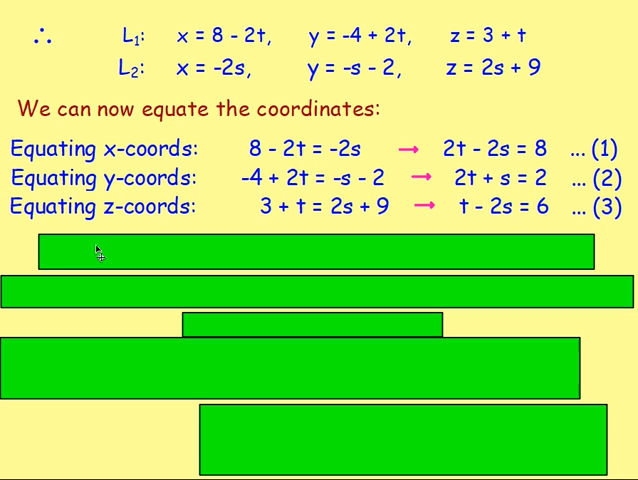 ∴ L₁: x = 8 - 2t, y = -4 + 2t, z = 3 + t
L₂: x = -2s, y = -s - 2, z = 2s + 9
We can now equate the coordinates:
Equating x-coords: 8 - 2t = -2s → 2t - 2s = 8 ... (1)
Equating y-coords: -4 + 2t = -s - 2 → 2t + s = 2 ... (2)
Equating z-coords: 3 + t = 2s + 9 → t - 2s = 6 ... (3)